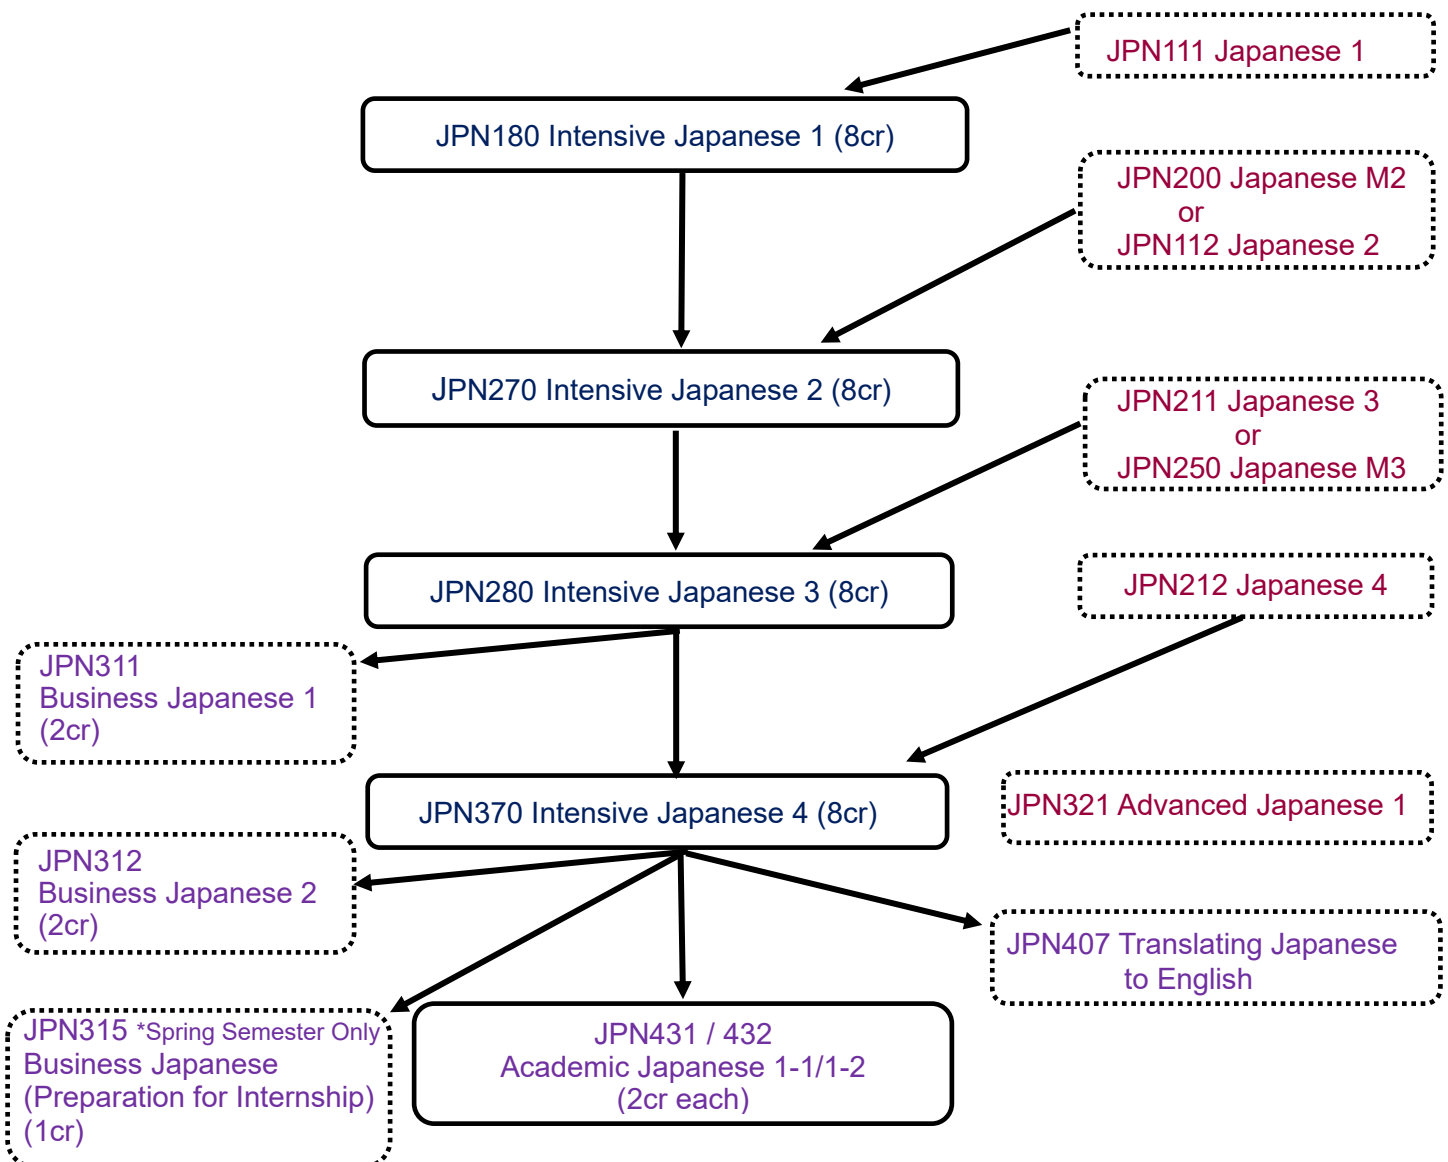 JPN111 Japanese 1
JPN180 Intensive Japanese 1 (8cr)
JPN200 Japanese M2
or
JPN112 Japanese 2
JPN270 Intensive Japanese 2 (8cr)
JPN211 Japanese 3
or
JPN250 Japanese M3
JPN280 Intensive Japanese 3 (8cr)
JPN212 Japanese 4
JPN311
Business Japanese 1
(2cr)
JPN370 Intensive Japanese 4 (8cr)
JPN321 Advanced Japanese 1
JPN312
Business Japanese 2
(2cr)
JPN407 Translating Japanese
to English
JPN315 *Spring Semester Only
Business Japanese
(Preparation for Internship)
(1cr)
JPN431 / 432
Academic Japanese 1-1/1-2
(2cr each)